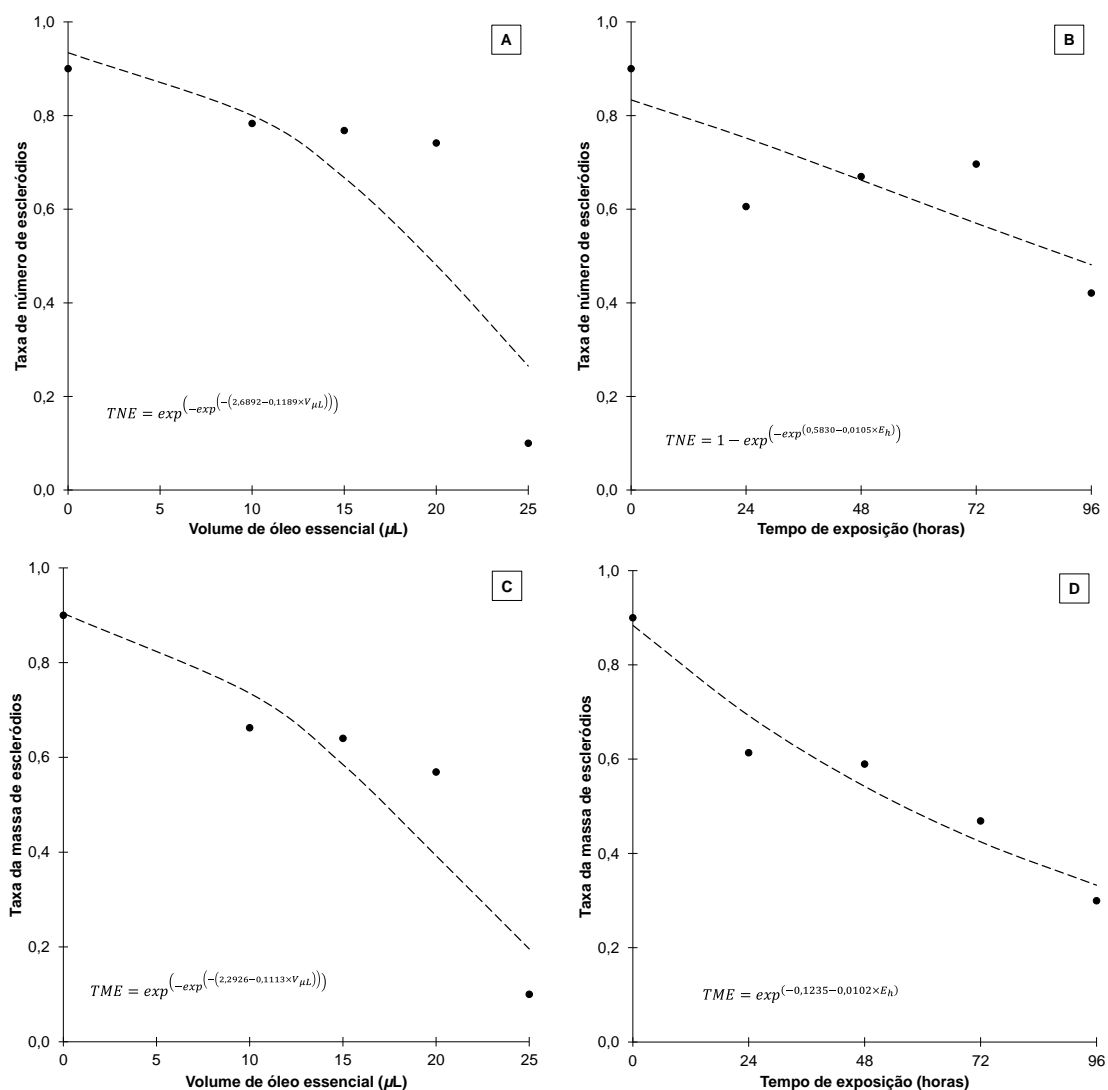 A
Taxa de número de escleródios
1,0
0,8
0,6
0,4
0,2
0,0
TNE = exp^(−exp^(−(2,6892−0,1189×V_μL)))
0 5 10 15 20 25
Volume de óleo essencial (μL)
B
Taxa de número de escleródios
1,0
0,8
0,6
0,4
0,2
0,0
TNE = 1 − exp^(−exp^(0,5830−0,0105×E_h))
0 24 48 72 96
Tempo de exposição (horas)
C
Taxa da massa de escleródios
1,0
0,8
0,6
0,4
0,2
0,0
TME = exp^(−exp^(−(2,2926−0,1113×V_μL)))
0 5 10 15 20 25
Volume de óleo essencial (μL)
D
Taxa da massa de escleródios
1,0
0,8
0,6
0,4
0,2
0,0
TME = exp^(−0,1235−0,0102×E_h)
0 24 48 72 96
Tempo de exposição (horas)